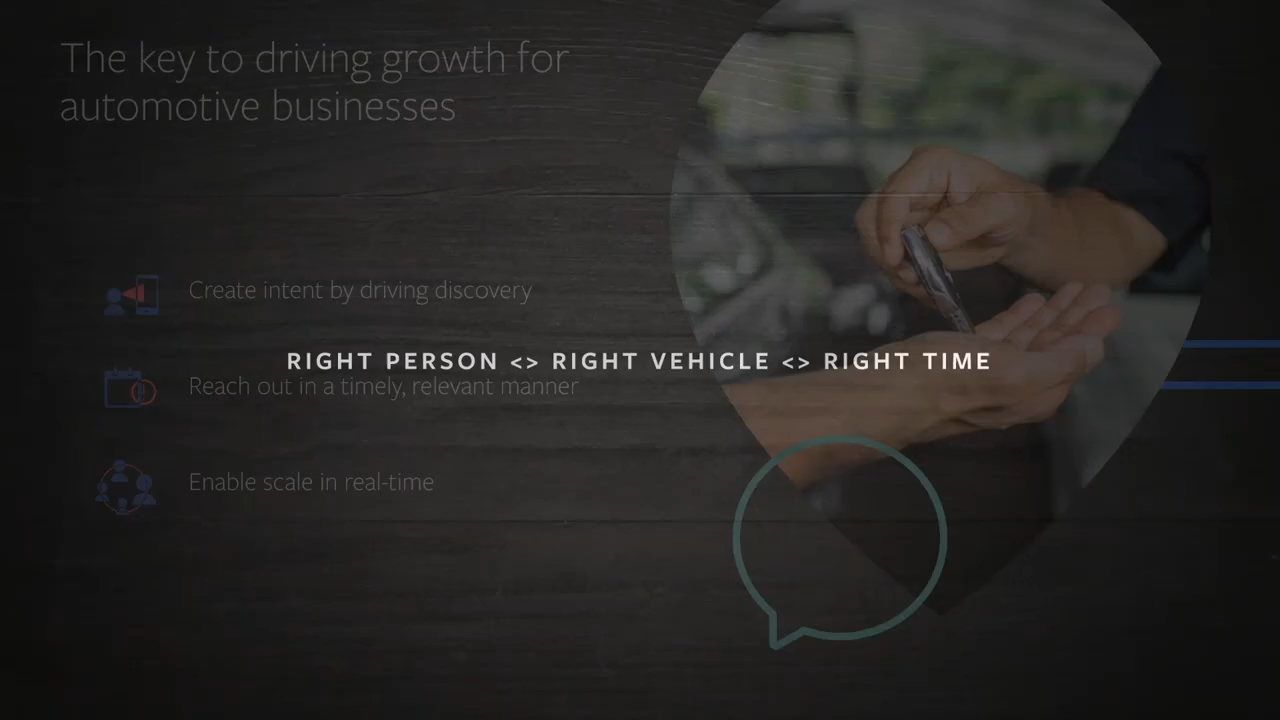 The key to driving growth for
automotive businesses
Create intent by driving discovery
RIGHT PERSON <> RIGHT VEHICLE <> RIGHT TIME
Reach out in a timely, relevant manner
Enable scale in real-time